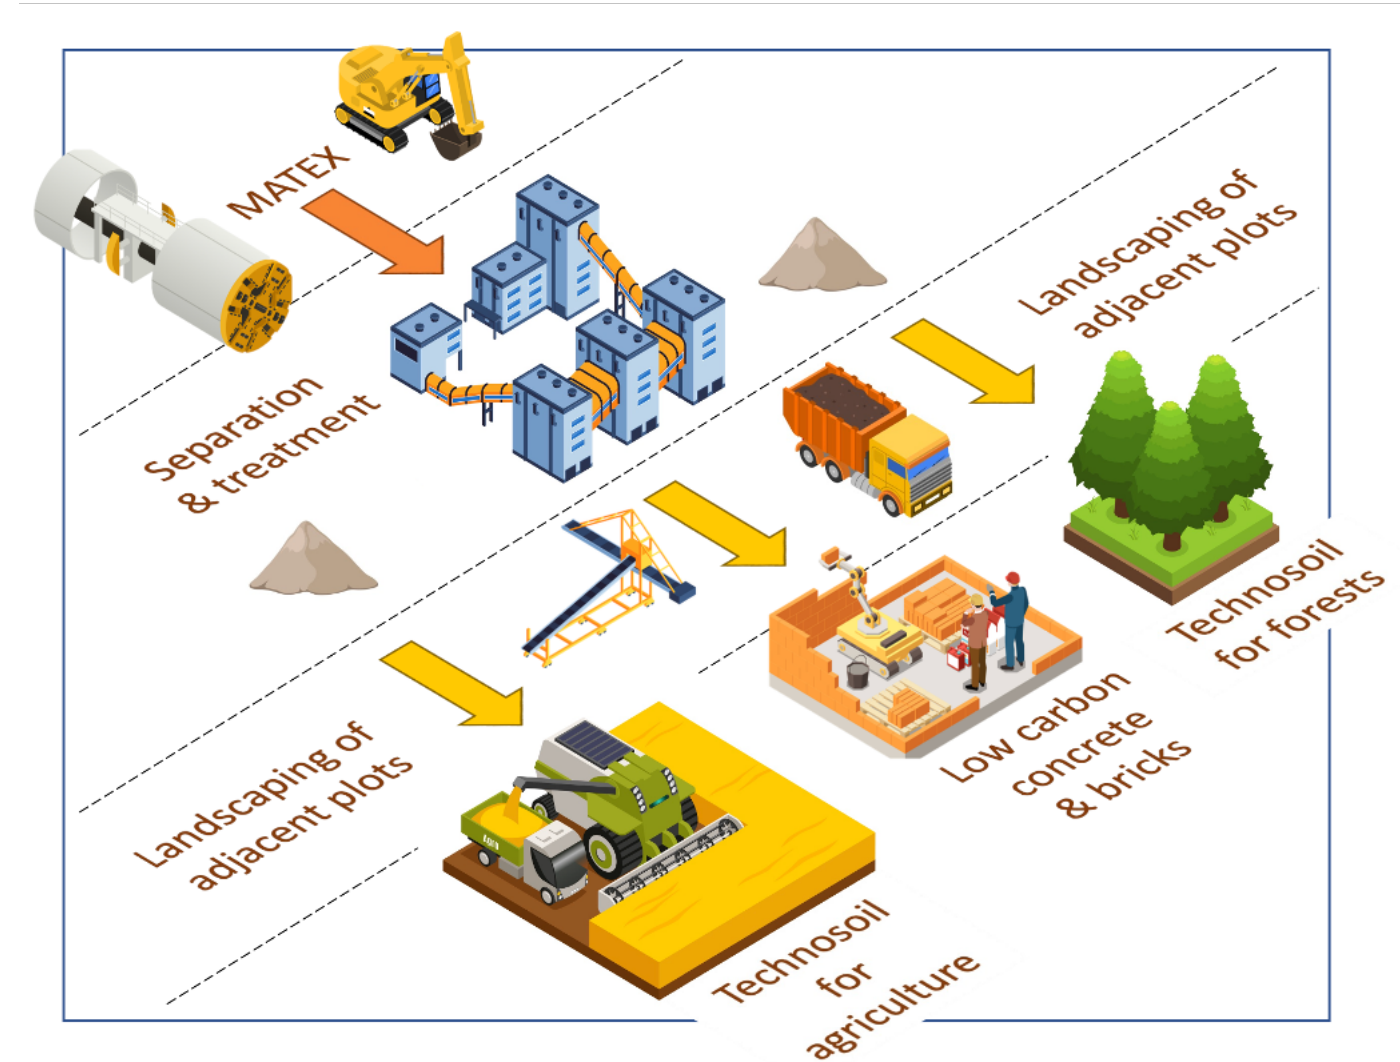 MATEX
Separation
& treatment
Landscaping of
adjacent plots
Technosoil
for forests
Low carbon
concrete
& bricks
Landscaping of
adjacent plots
Technosoil
for
agriculture